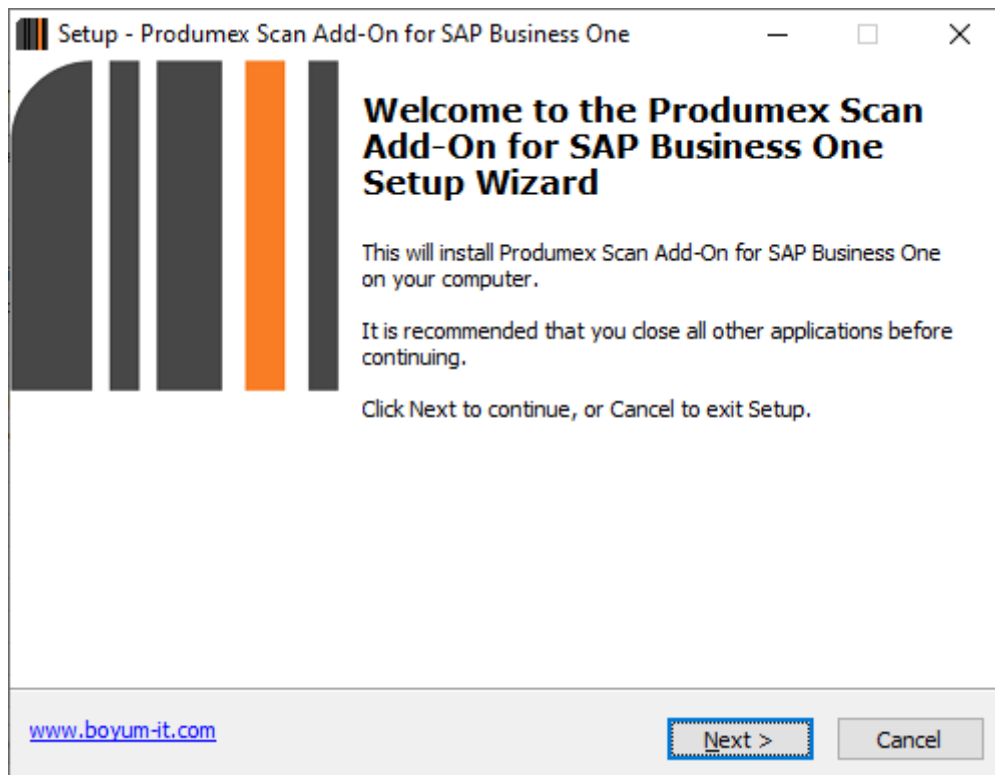 Setup - Produmex Scan Add-On for SAP Business One
Welcome to the Produmex Scan
Add-On for SAP Business One
Setup Wizard
This will install Produmex Scan Add-On for SAP Business One
on your computer.
It is recommended that you close all other applications before
continuing.
Click Next to continue, or Cancel to exit Setup.
www.boyum-it.com
Next >
Cancel